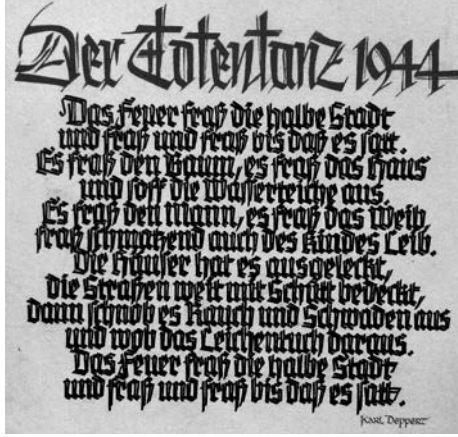 Der Totentanz 1944
Das Feuer fraß die halbe Stadt
und fraß und fraß bis daß es satt.
Es fraß den Baum, es fraß das Haus
und soff die Wasserteiche aus.
Es fraß den Mann, es fraß das Weib
fraß schmatzend auch des Kindes Leib.
Die Häuser hat es ausgeleckt,
die Straßen weit mit Schutt bedeckt,
dann schnob es Rauch und Schwaden aus
und wob das Leichentuch daraus.
Das Feuer fraß die halbe Stadt
und fraß und fraß bis daß es satt.
Karl Deppert